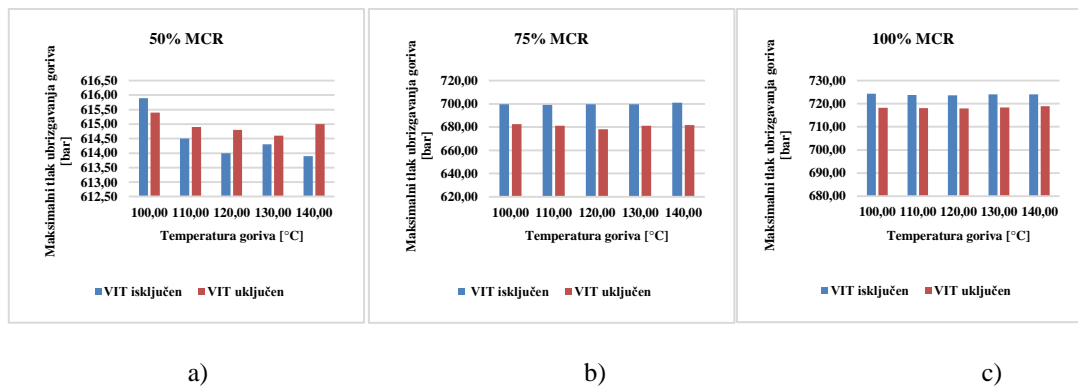 50% MCR
Maksimalni tlak ubrizgavanja goriva
[bar]
616,50
616,00
615,50
615,00
614,50
614,00
613,50
613,00
612,50
100,00 110,00 120,00 130,00 140,00
Temperatura goriva [°C]
VIT isključen VIT uključen
75% MCR
Maksimalni tlak ubrizgavanja goriva
[bar]
720,00
700,00
680,00
660,00
640,00
620,00
100,00 110,00 120,00 130,00 140,00
Temperatura goriva [°C]
VIT isključen VIT uključen
100% MCR
Maksimalni tlak ubrizgavanja goriva
[bar]
730,00
720,00
710,00
700,00
690,00
680,00
100,00 110,00 120,00 130,00 140,00
Temperatura goriva [°C]
VIT isključen VIT uključen
a) b) c)